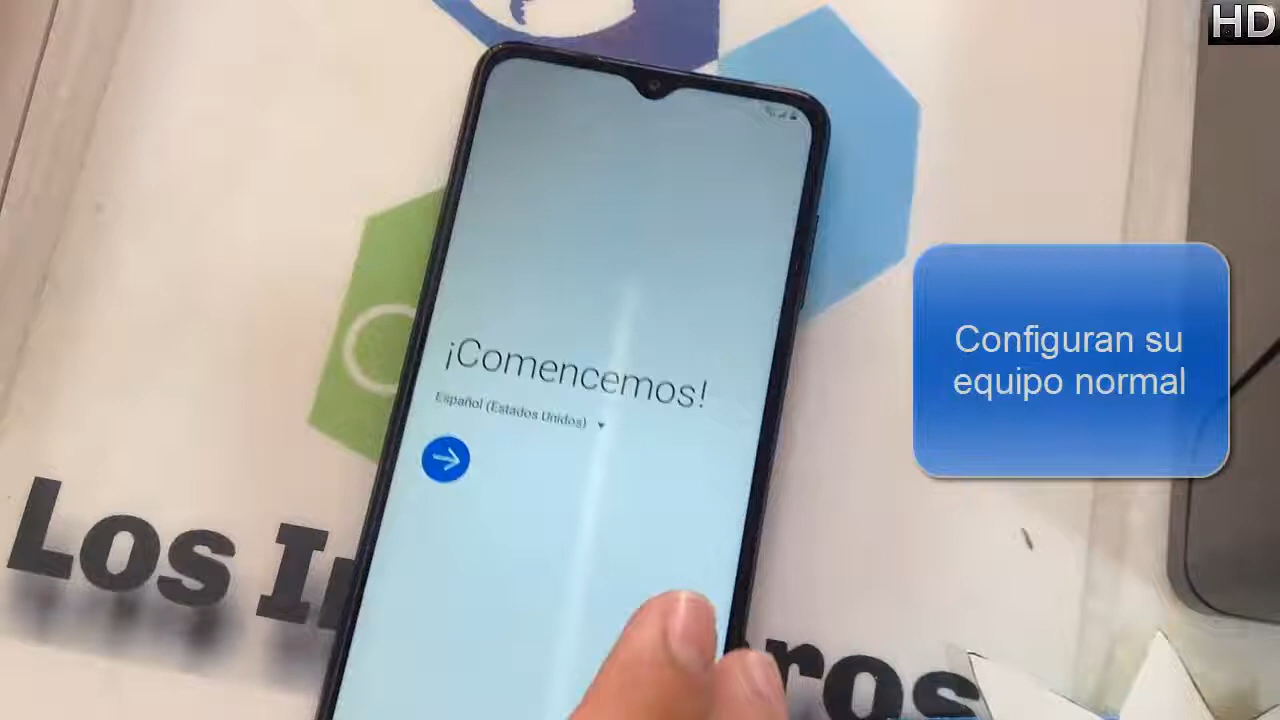 HD
¡Comencemos!
Español (Estados Unidos)
Configuran su
equipo normal
Los
ros